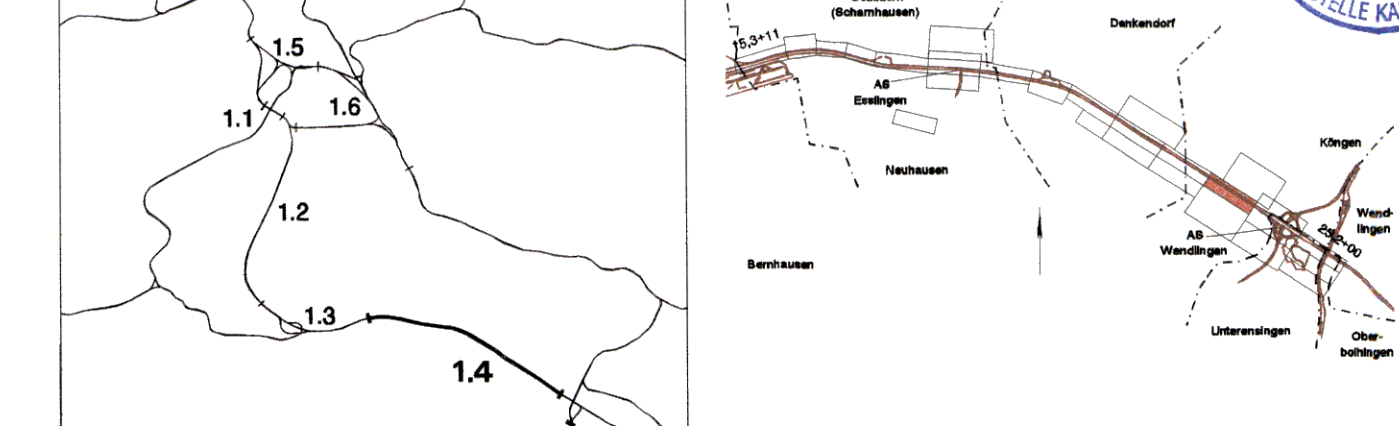 1.5
1.6
1.1
1.2
1.3
1.4
(Scharnhausen)
Denkendorf
15,3+11
AS
Esslingen
Neuhausen
Köngen
Wend-
lingen
AS
Wendlingen
25,2+00
Bernhausen
Unterensingen
Ober-
boihingen